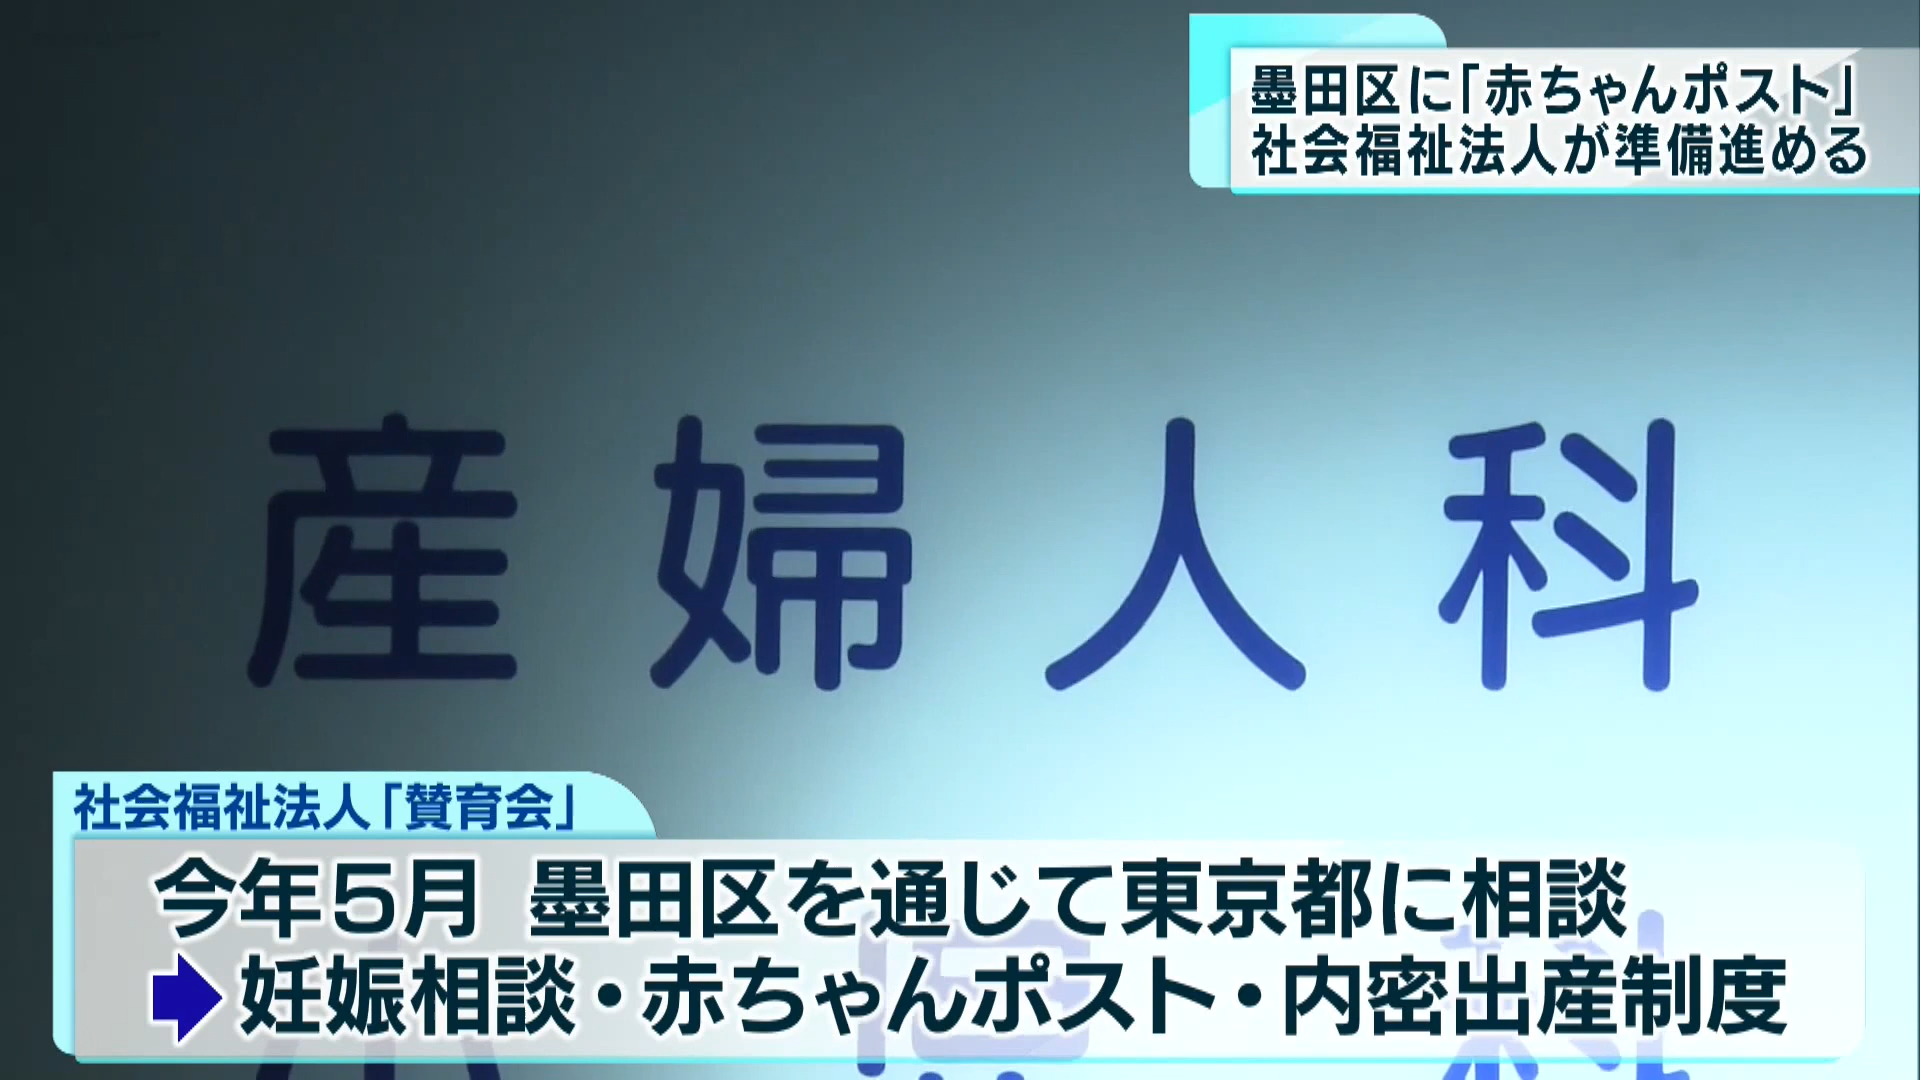 墨田区に「赤ちゃんポスト」
社会福祉法人が準備進める
産婦人科
社会福祉法人「賛育会」
今年5月 墨田区を通じて東京都に相談
➡妊娠相談・赤ちゃんポスト・内密出産制度